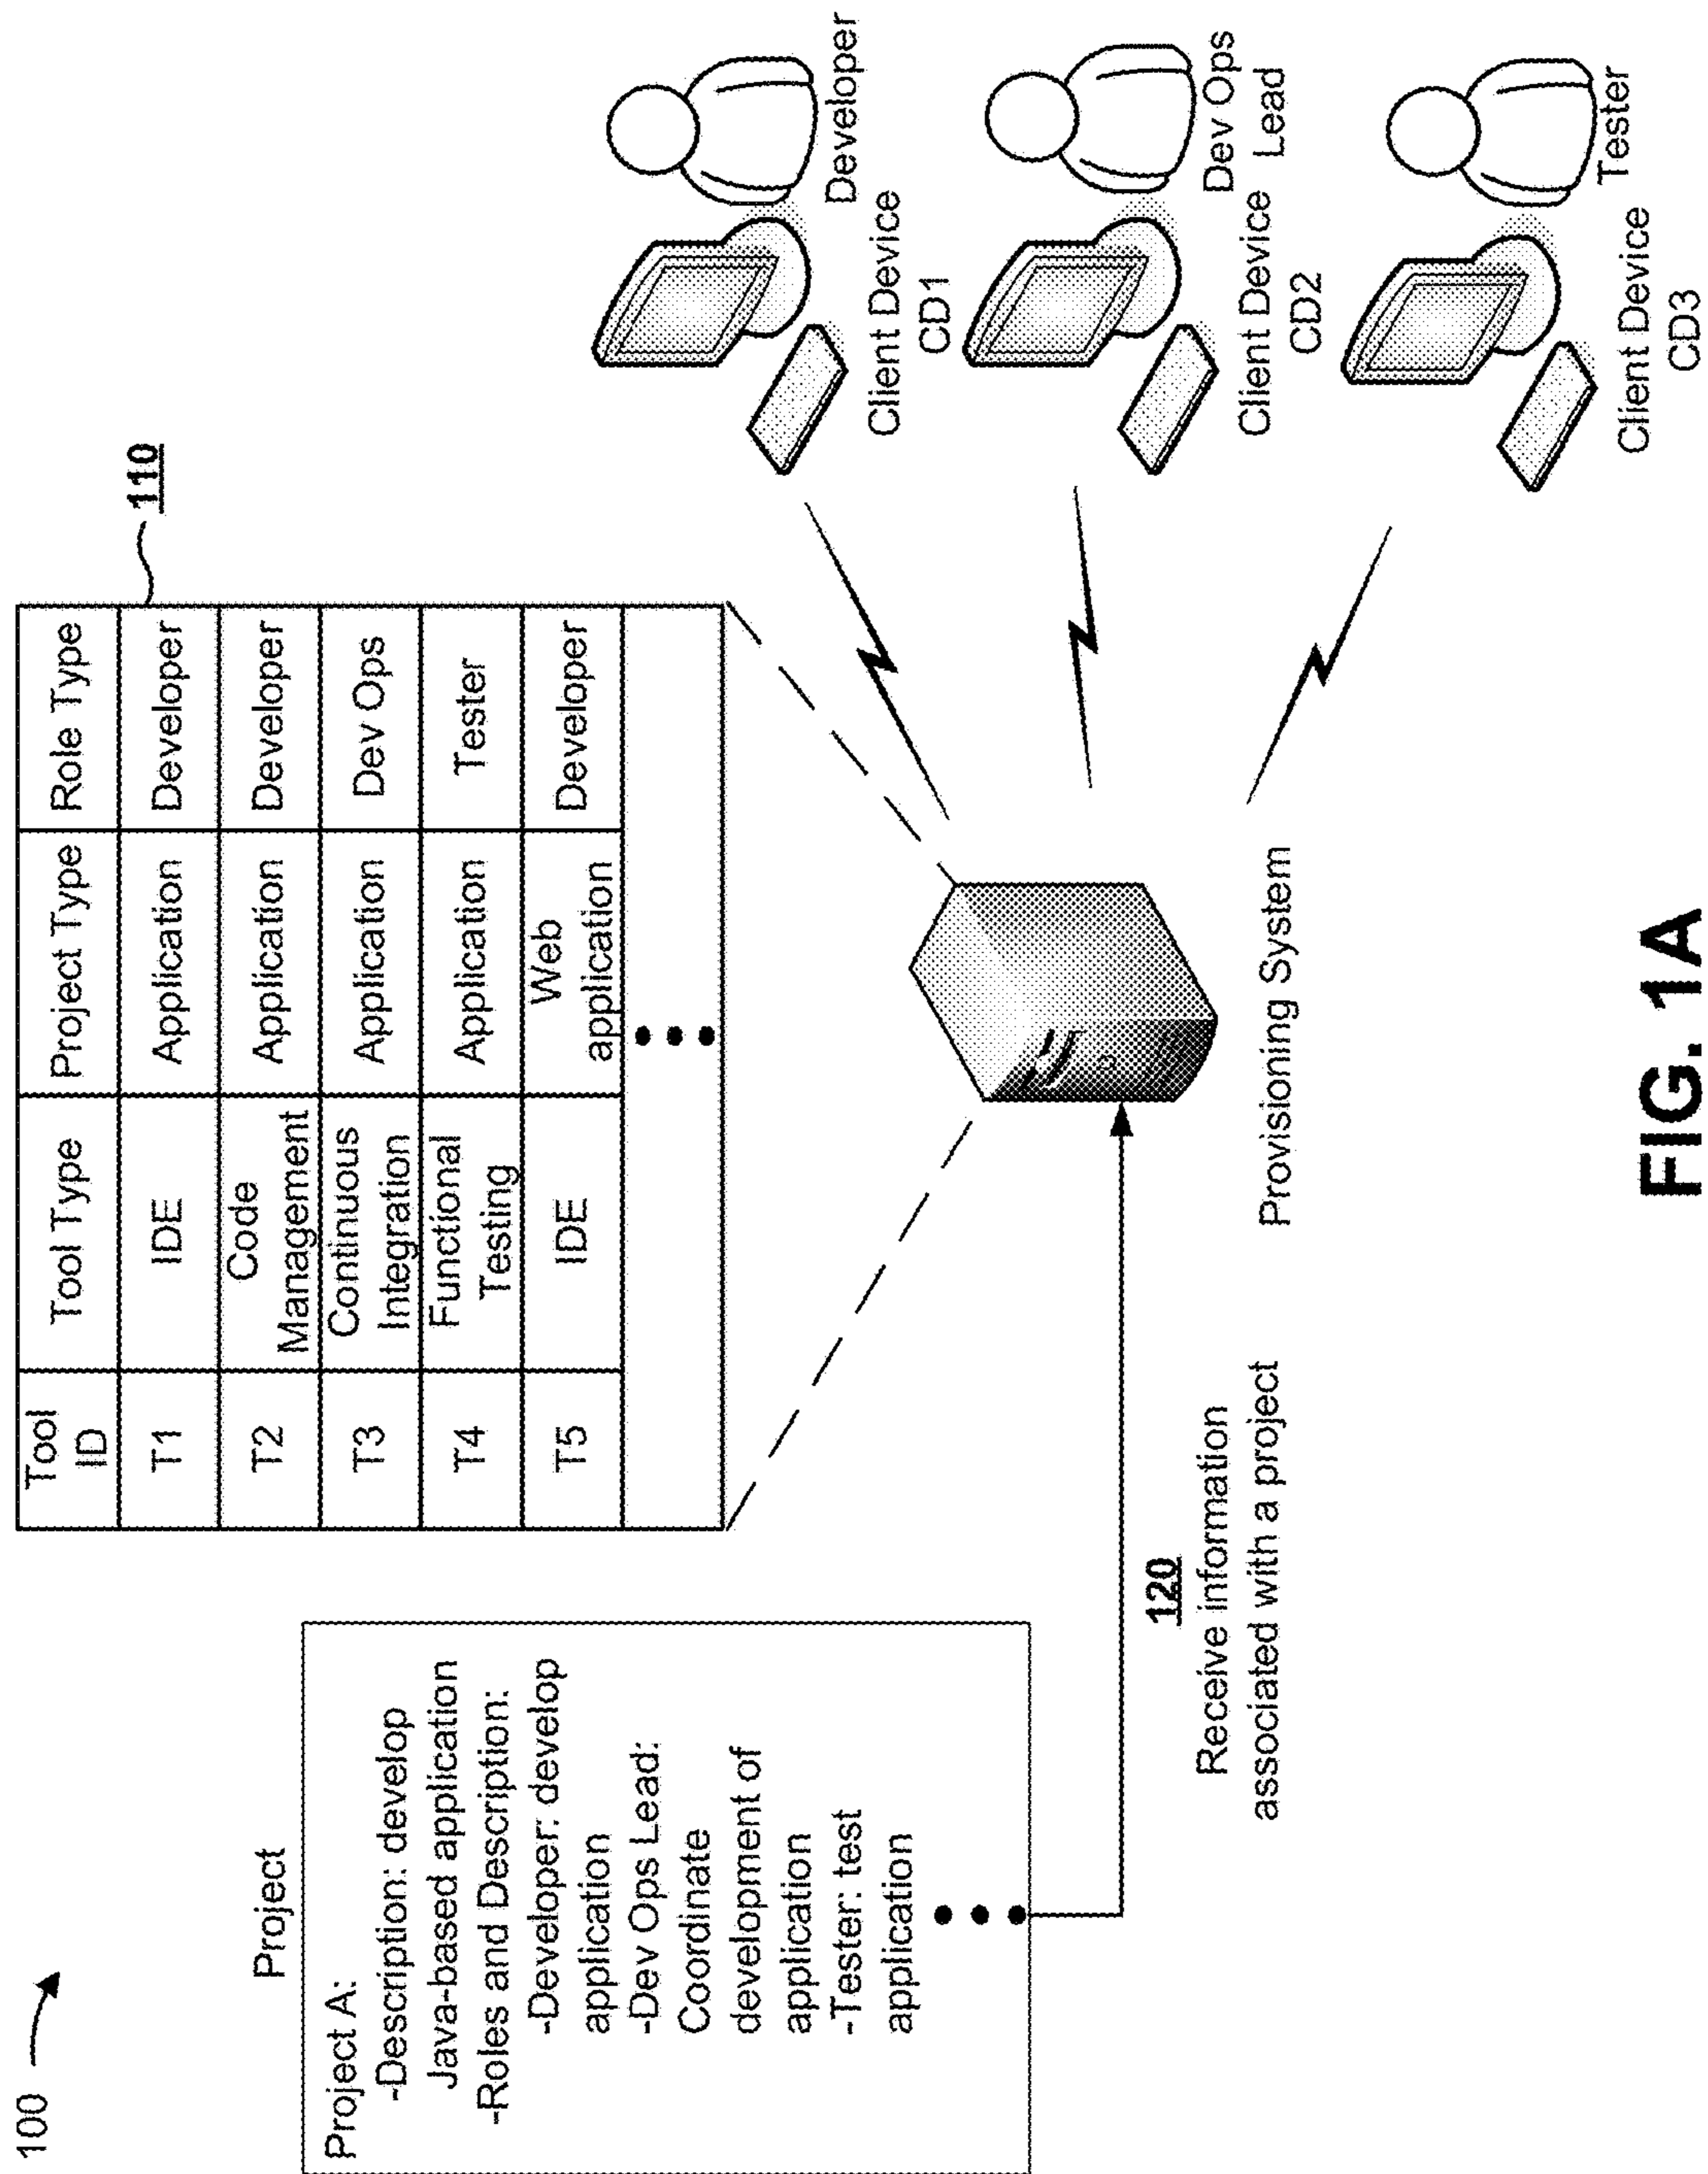 100
Project
Project A:
-Description: develop
Java-based application
-Roles and Description:
-Developer: develop
application
-Dev Ops Lead:
Coordinate
development of
application
-Tester: test
application
120
Receive information
associated with a project
Tool ID Tool Type Project Type Role Type
T1 IDE Application Developer
T2 Code Management Application Developer
T3 Continuous Integration Application Dev Ops
T4 Functional Testing Application Tester
T5 IDE Web application Developer
110
Provisioning System
Developer
Client Device
CD1
Dev Ops
Lead
Client Device
CD2
Tester
Client Device
CD3
FIG. 1A